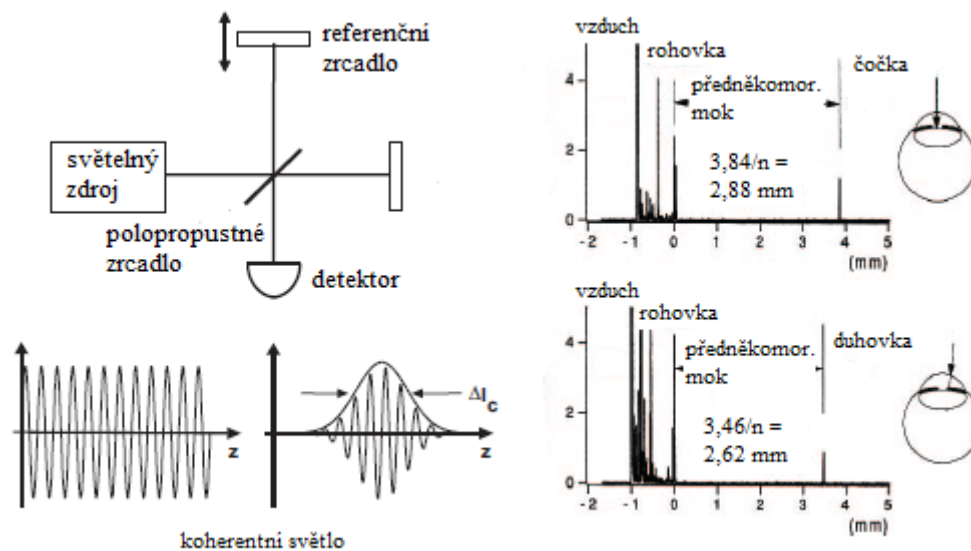 referenční
zrcadlo
světelný
zdroj
polopropustné
zrcadlo
detektor
Δl_c
z
z
koherentní světlo
vzduch
rohovka
čočka
předněkomor.
mok
3,84/n =
2,88 mm
4
2
0
-2 -1 0 1 2 3 4 5
(mm)
vzduch
rohovka
duhovka
předněkomor.
mok
3,46/n =
2,62 mm
4
2
0
-2 -1 0 1 2 3 4 5
(mm)